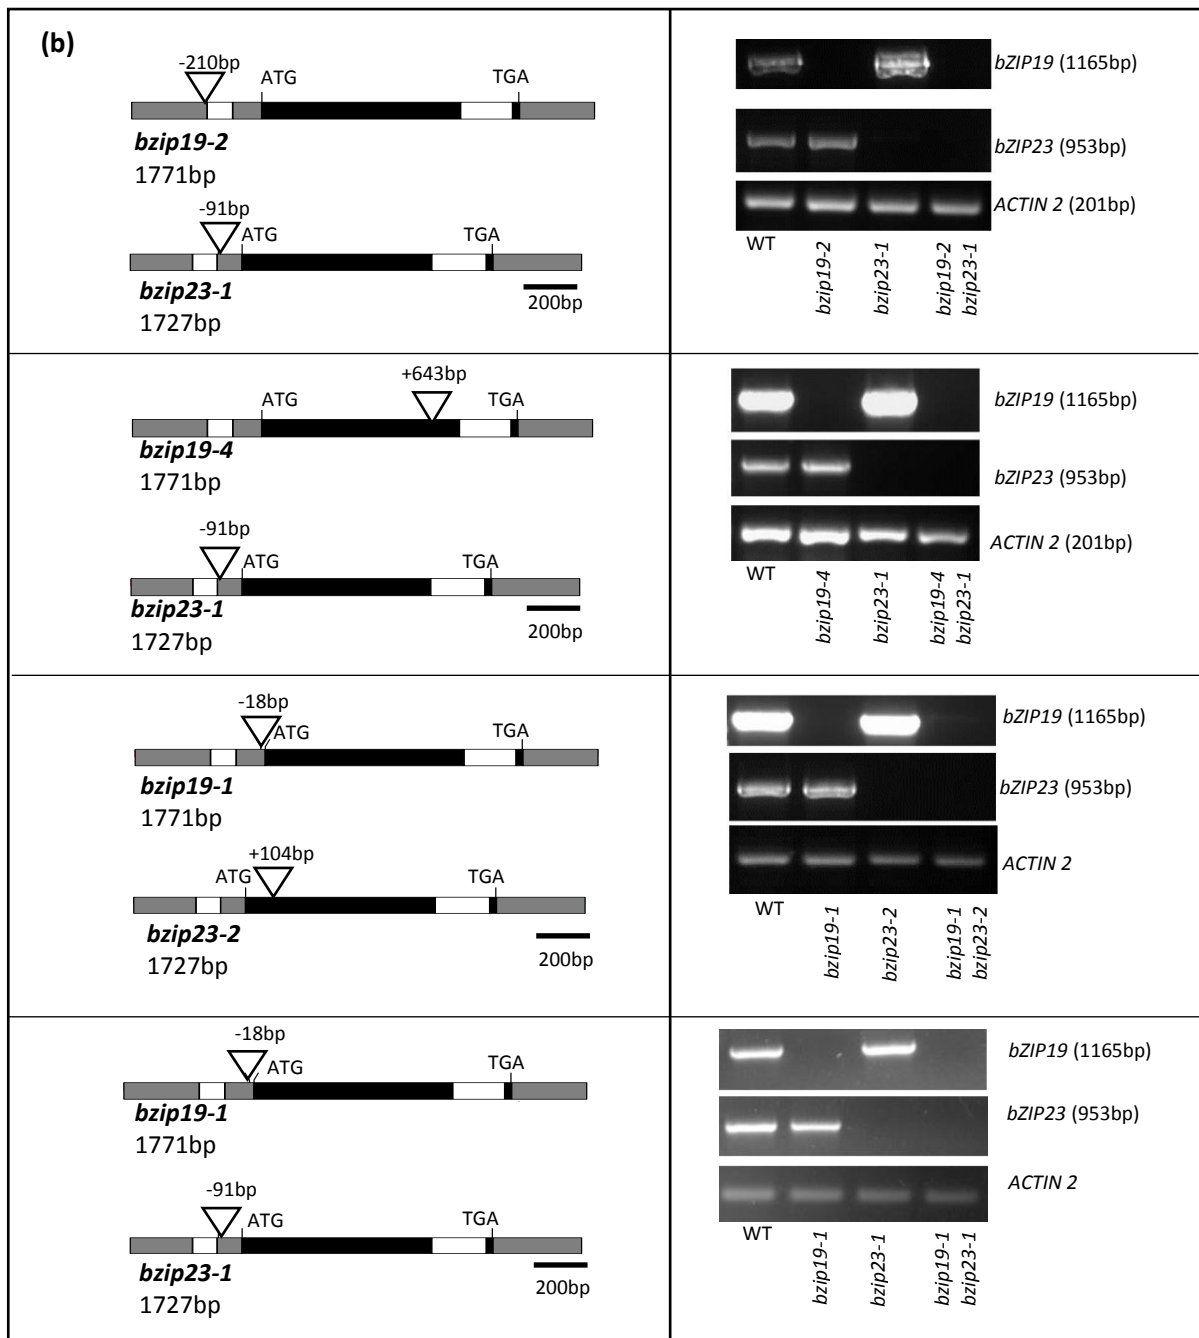 (b)
-210bp
ATG
TGA
bzip19-2
1771bp
-91bp
ATG
TGA
bzip23-1
1727bp
200bp
bZIP19 (1165bp)
bZIP23 (953bp)
ACTIN 2 (201bp)
WT
bzip19-2
bzip23-1
bzip19-2
bzip23-1
+643bp
ATG
TGA
bzip19-4
1771bp
-91bp
ATG
TGA
bzip23-1
1727bp
200bp
bZIP19 (1165bp)
bZIP23 (953bp)
ACTIN 2 (201bp)
WT
bzip19-4
bzip23-1
bzip19-4
bzip23-1
-18bp
ATG
TGA
bzip19-1
1771bp
+104bp
ATG
TGA
bzip23-2
1727bp
200bp
bZIP19 (1165bp)
bZIP23 (953bp)
ACTIN 2
WT
bzip19-1
bzip23-2
bzip19-1
bzip23-2
-18bp
ATG
TGA
bzip19-1
1771bp
-91bp
ATG
TGA
bzip23-1
1727bp
200bp
bZIP19 (1165bp)
bZIP23 (953bp)
ACTIN 2
WT
bzip19-1
bzip23-1
bzip19-1
bzip23-1